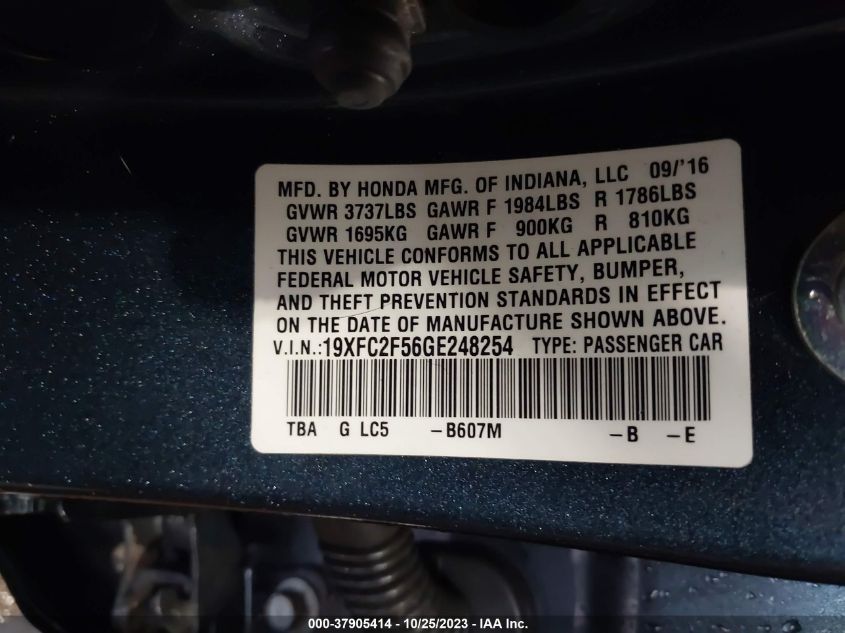 MFD. BY HONDA MFG. OF INDIANA, LLC 09/'16
GVWR 3737LBS GAWR F 1984LBS R 1786LBS
GVWR 1695KG GAWR F 900KG R 810KG
THIS VEHICLE CONFORMS TO ALL APPLICABLE
FEDERAL MOTOR VEHICLE SAFETY, BUMPER,
AND THEFT PREVENTION STANDARDS IN EFFECT
ON THE DATE OF MANUFACTURE SHOWN ABOVE.
V.I.N.:19XFC2F56GE248254 TYPE: PASSENGER CAR
TBA G LC5 -B607M -B -E
000-37905414 - 10/25/2023 - IAA Inc.